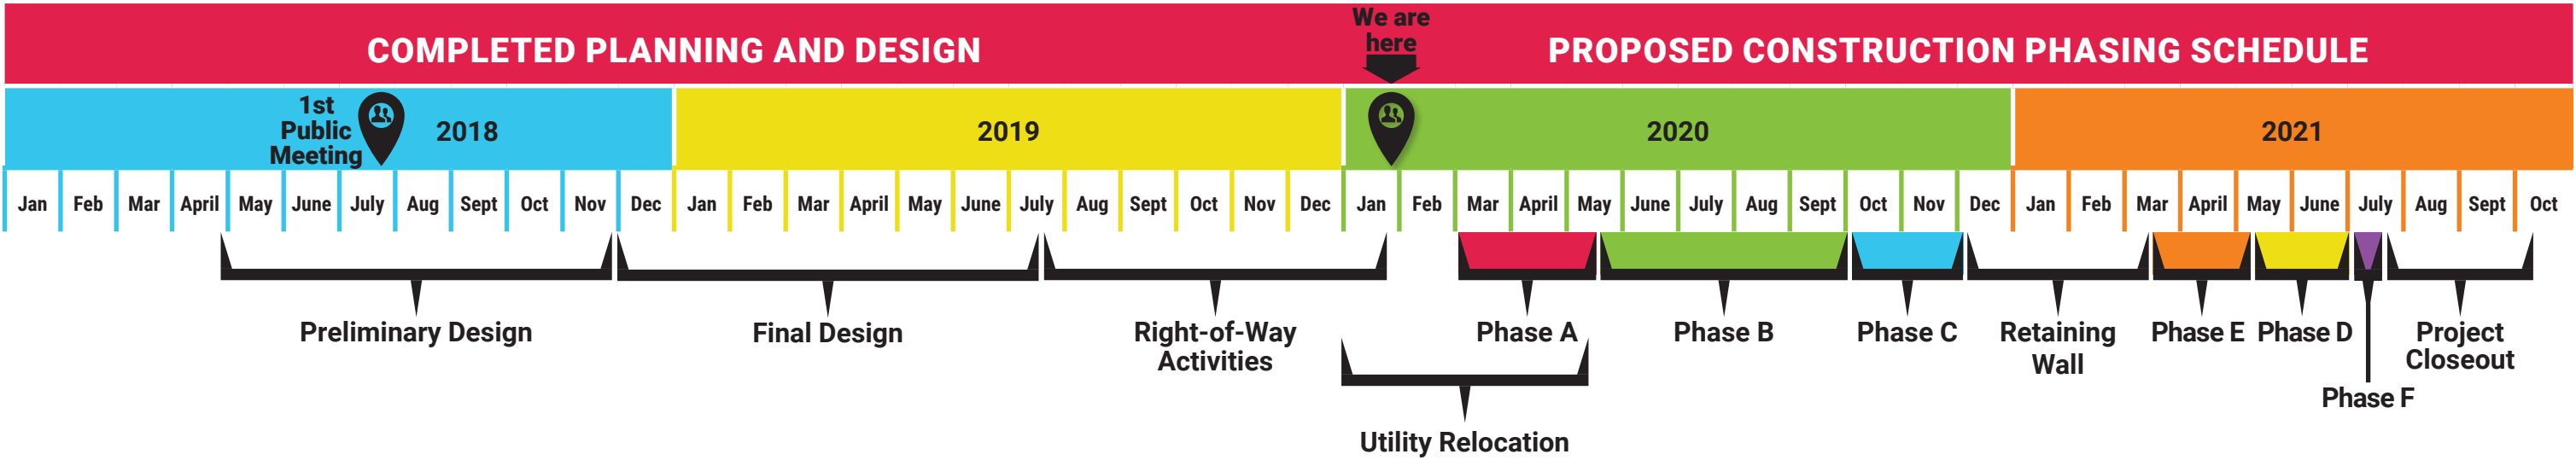 COMPLETED PLANNING AND DESIGN
We are
here
PROPOSED CONSTRUCTION PHASING SCHEDULE
1st
Public
Meeting
2018
2019
2020
2021
Jan Feb Mar April May June July Aug Sept Oct Nov Dec Jan Feb Mar April May June July Aug Sept Oct Nov Dec Jan Feb Mar April May June July Aug Sept Oct Nov Dec Jan Feb Mar April May June July Aug Sept Oct
Preliminary Design
Final Design
Right-of-Way
Activities
Phase A
Phase B
Phase C
Retaining
Wall
Phase E
Phase D
Project
Closeout
Phase F
Utility Relocation